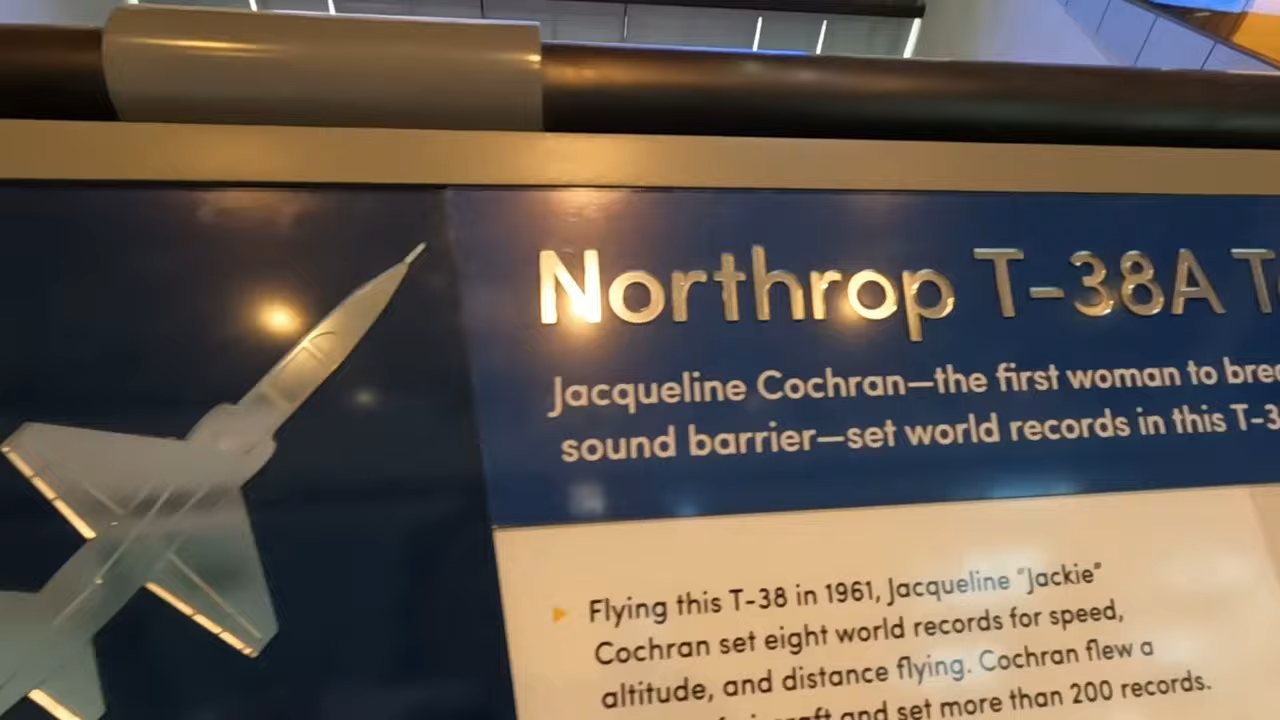 Northrop T-38A
Jacqueline Cochran—the first woman to
sound barrier—set world records in this
Flying this T-38 in 1961, Jacqueline "Jackie"
Cochran set eight world records for speed,
altitude, and distance flying. Cochran flew a
and set more than 200 records.